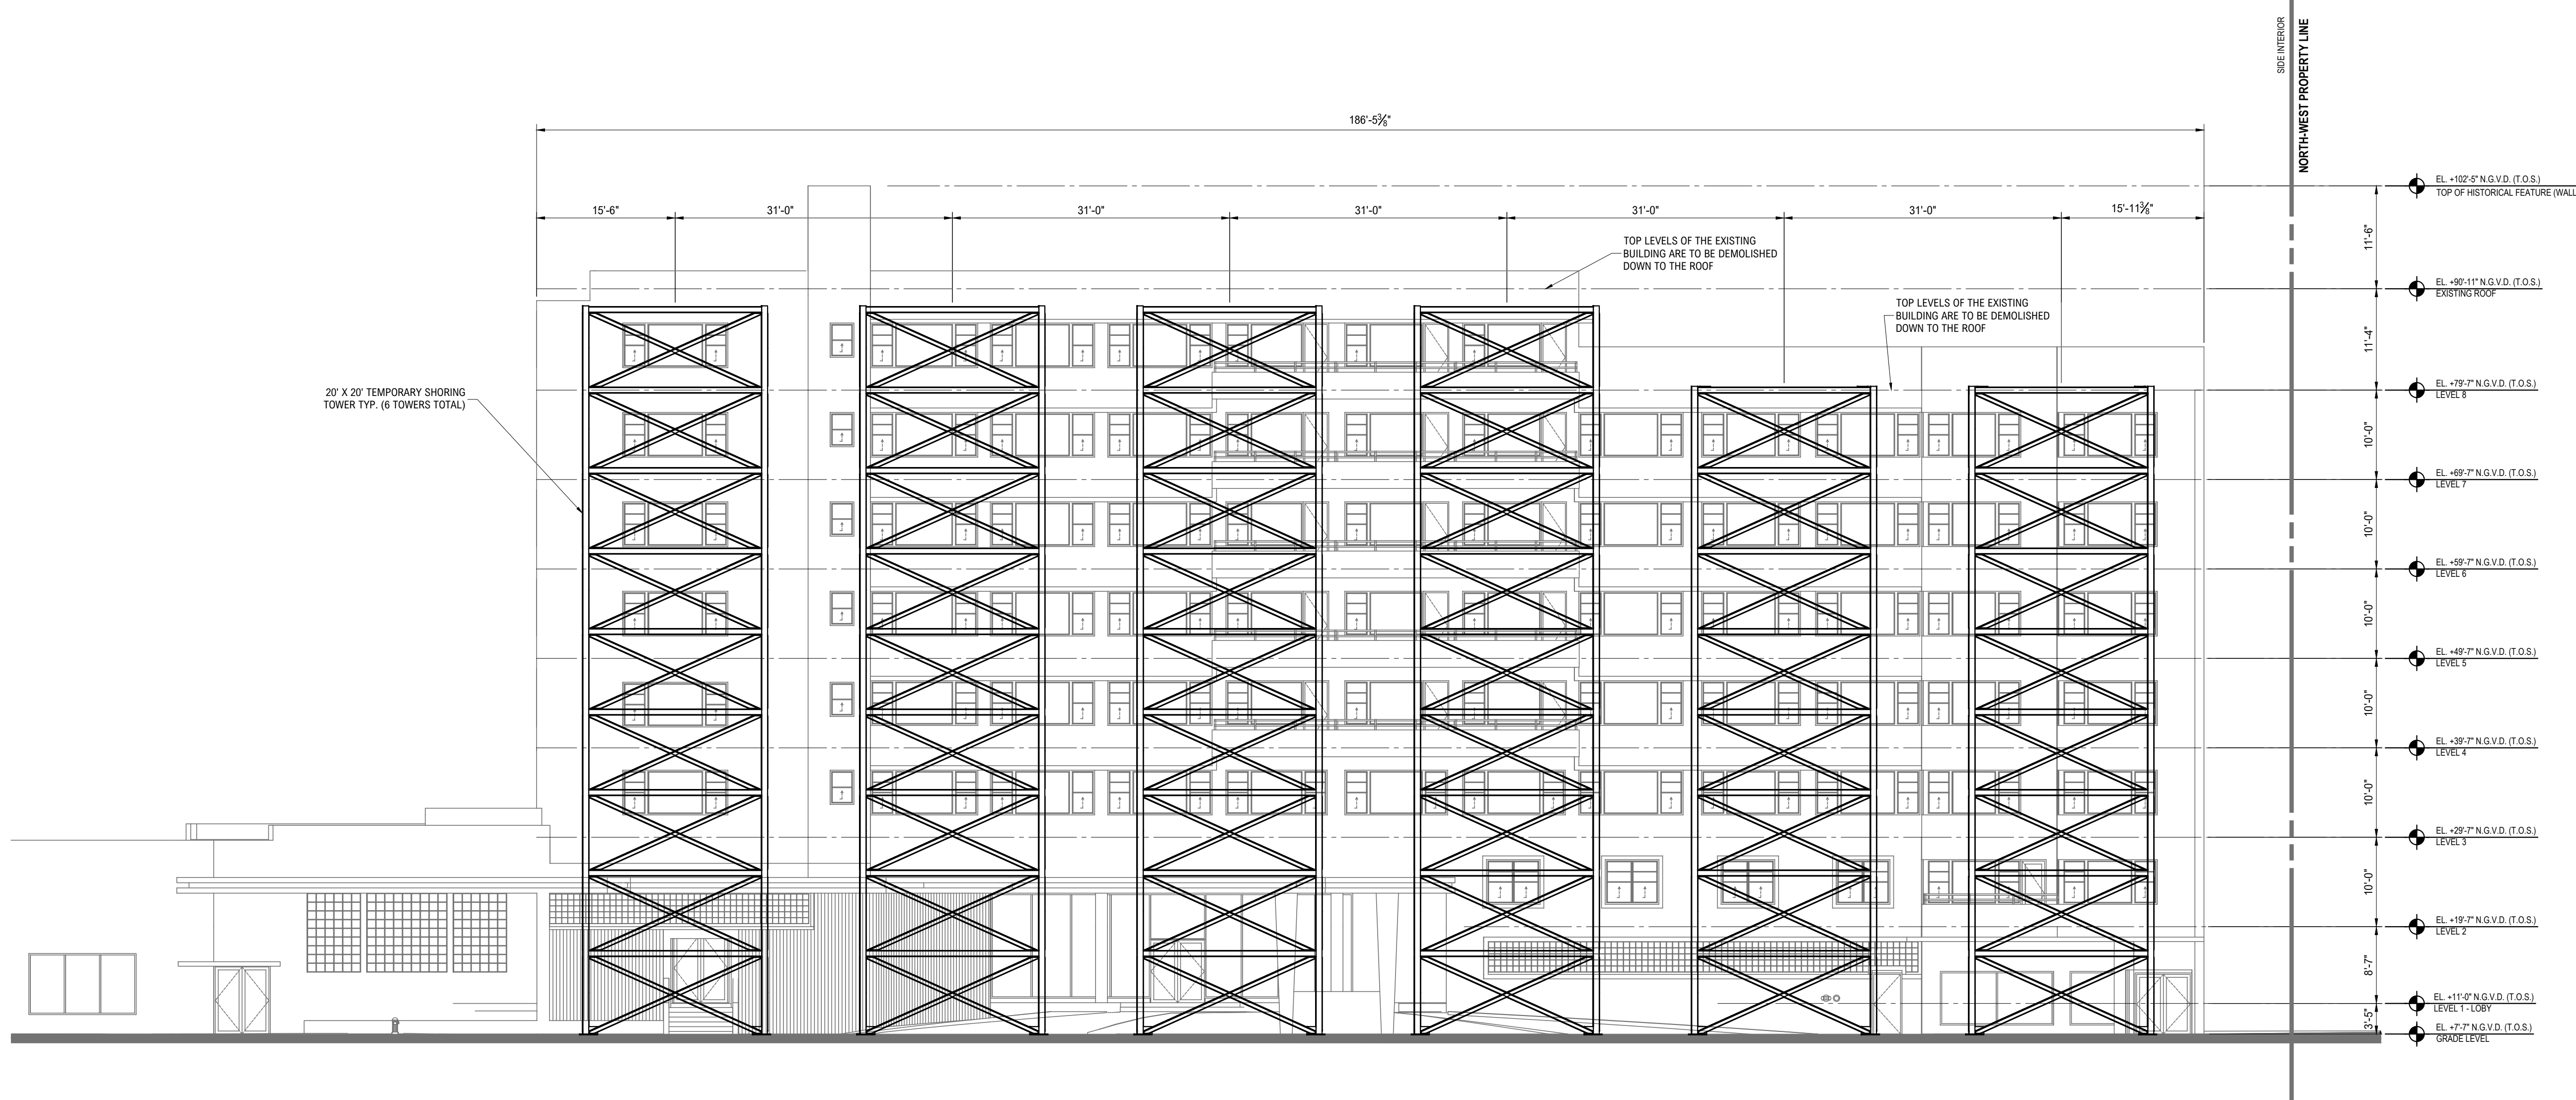 SIDE INTERIOR
NORTH-WEST PROPERTY LINE
186'-5⅜"
15'-6"
31'-0"
31'-0"
31'-0"
31'-0"
31'-0"
15'-11⅜"
TOP LEVELS OF THE EXISTING
BUILDING ARE TO BE DEMOLISHED
DOWN TO THE ROOF
TOP LEVELS OF THE EXISTING
BUILDING ARE TO BE DEMOLISHED
DOWN TO THE ROOF
20' X 20' TEMPORARY SHORING
TOWER TYP. (6 TOWERS TOTAL)
EL. +102'-5" N.G.V.D. (T.O.S.)
TOP OF HISTORICAL FEATURE (WALL
11'-6"
EL. +90'-11" N.G.V.D. (T.O.S.)
EXISTING ROOF
11'-4"
EL. +79'-7" N.G.V.D. (T.O.S.)
LEVEL 8
10'-0"
EL. +69'-7" N.G.V.D. (T.O.S.)
LEVEL 7
10'-0"
EL. +59'-7" N.G.V.D. (T.O.S.)
LEVEL 6
10'-0"
EL. +49'-7" N.G.V.D. (T.O.S.)
LEVEL 5
10'-0"
EL. +39'-7" N.G.V.D. (T.O.S.)
LEVEL 4
10'-0"
EL. +29'-7" N.G.V.D. (T.O.S.)
LEVEL 3
10'-0"
EL. +19'-7" N.G.V.D. (T.O.S.)
LEVEL 2
8'-7"
EL. +11'-0" N.G.V.D. (T.O.S.)
LEVEL 1 - LOBY
3'-5"
EL. +7'-7" N.G.V.D. (T.O.S.)
GRADE LEVEL